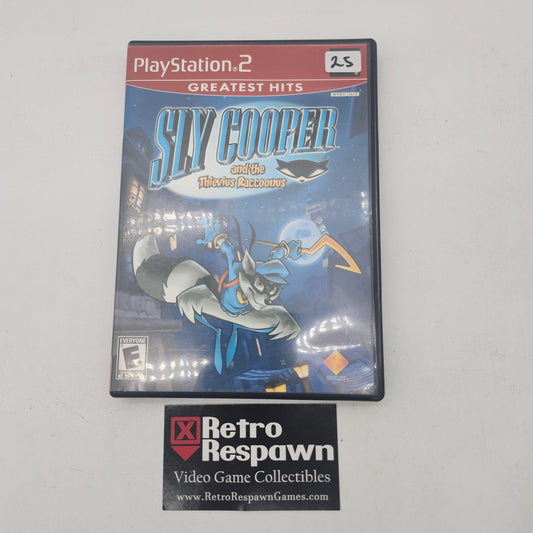 PlayStation®2
25
GREATEST HITS
SLY COOPER
and the
Thievius Raccoonus
EVERYONE
E
X Retro
Respawn
Video Game Collectibles
www.RetroRespawnGames.com